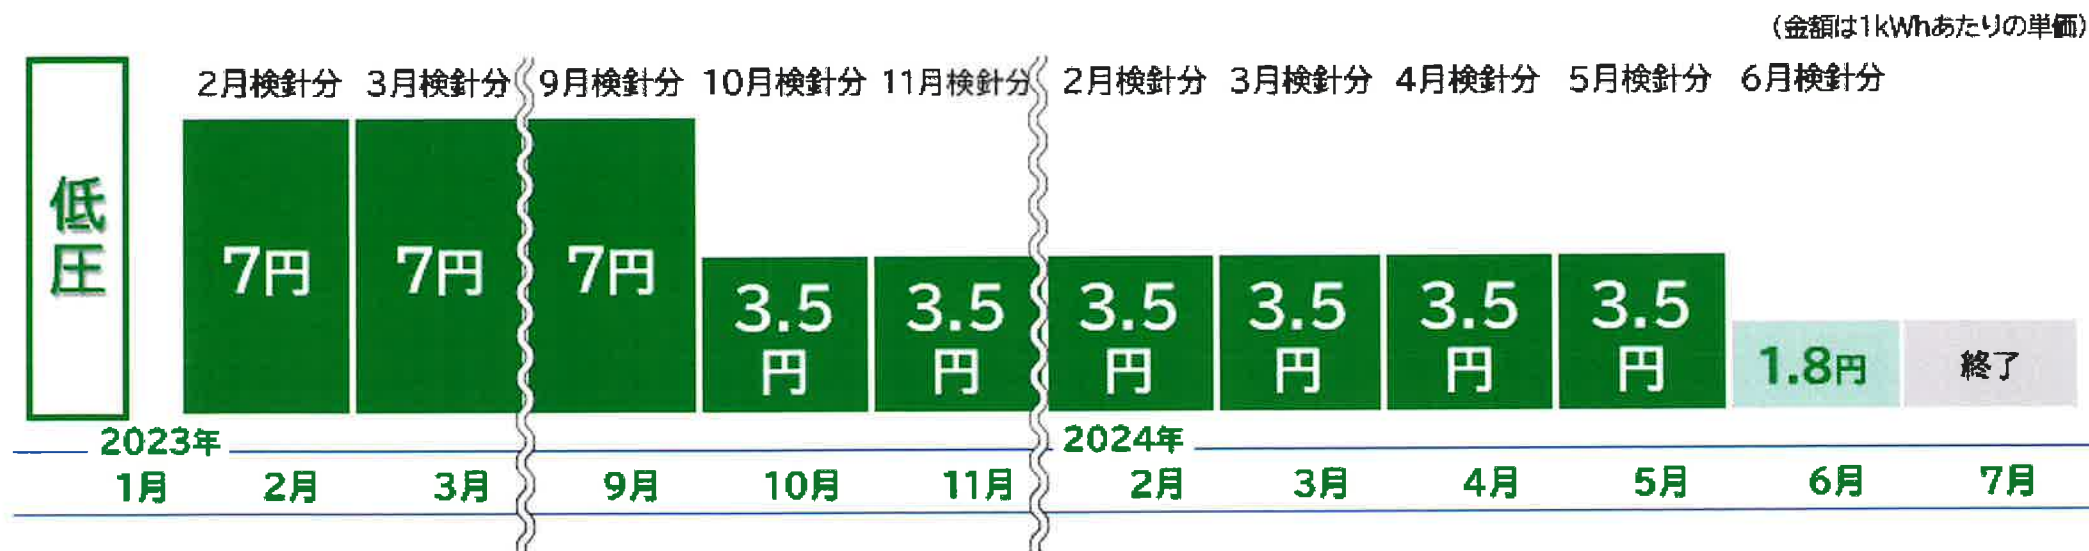 （金額は1kWhあたりの単価）
低圧
2月検針分 3月検針分 9月検針分 10月検針分 11月検針分 2月検針分 3月検針分 4月検針分 5月検針分 6月検針分
7円 7円 7円 3.5円 3.5円 3.5円 3.5円 3.5円 3.5円 1.8円 終了
2023年 2024年
1月 2月 3月 9月 10月 11月 2月 3月 4月 5月 6月 7月